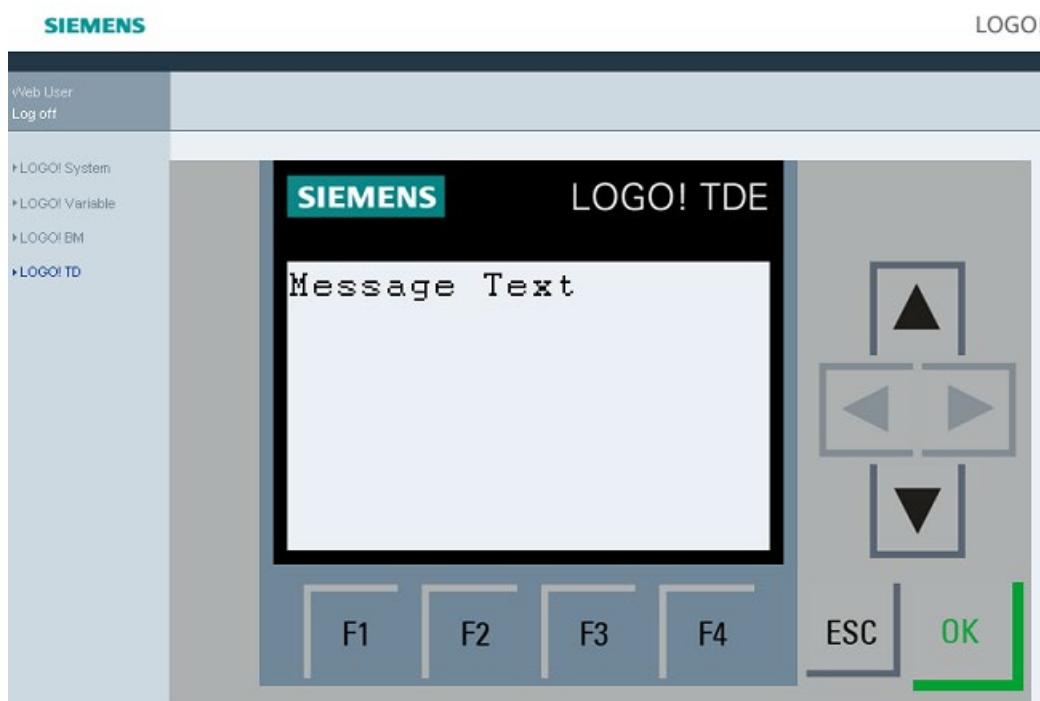 SIEMENS
LOGO!
Web User
Log off
LOGO! System
LOGO! Variable
LOGO! BM
LOGO! TD
SIEMENS
LOGO! TDE
Message Text
F1
F2
F3
F4
ESC
OK